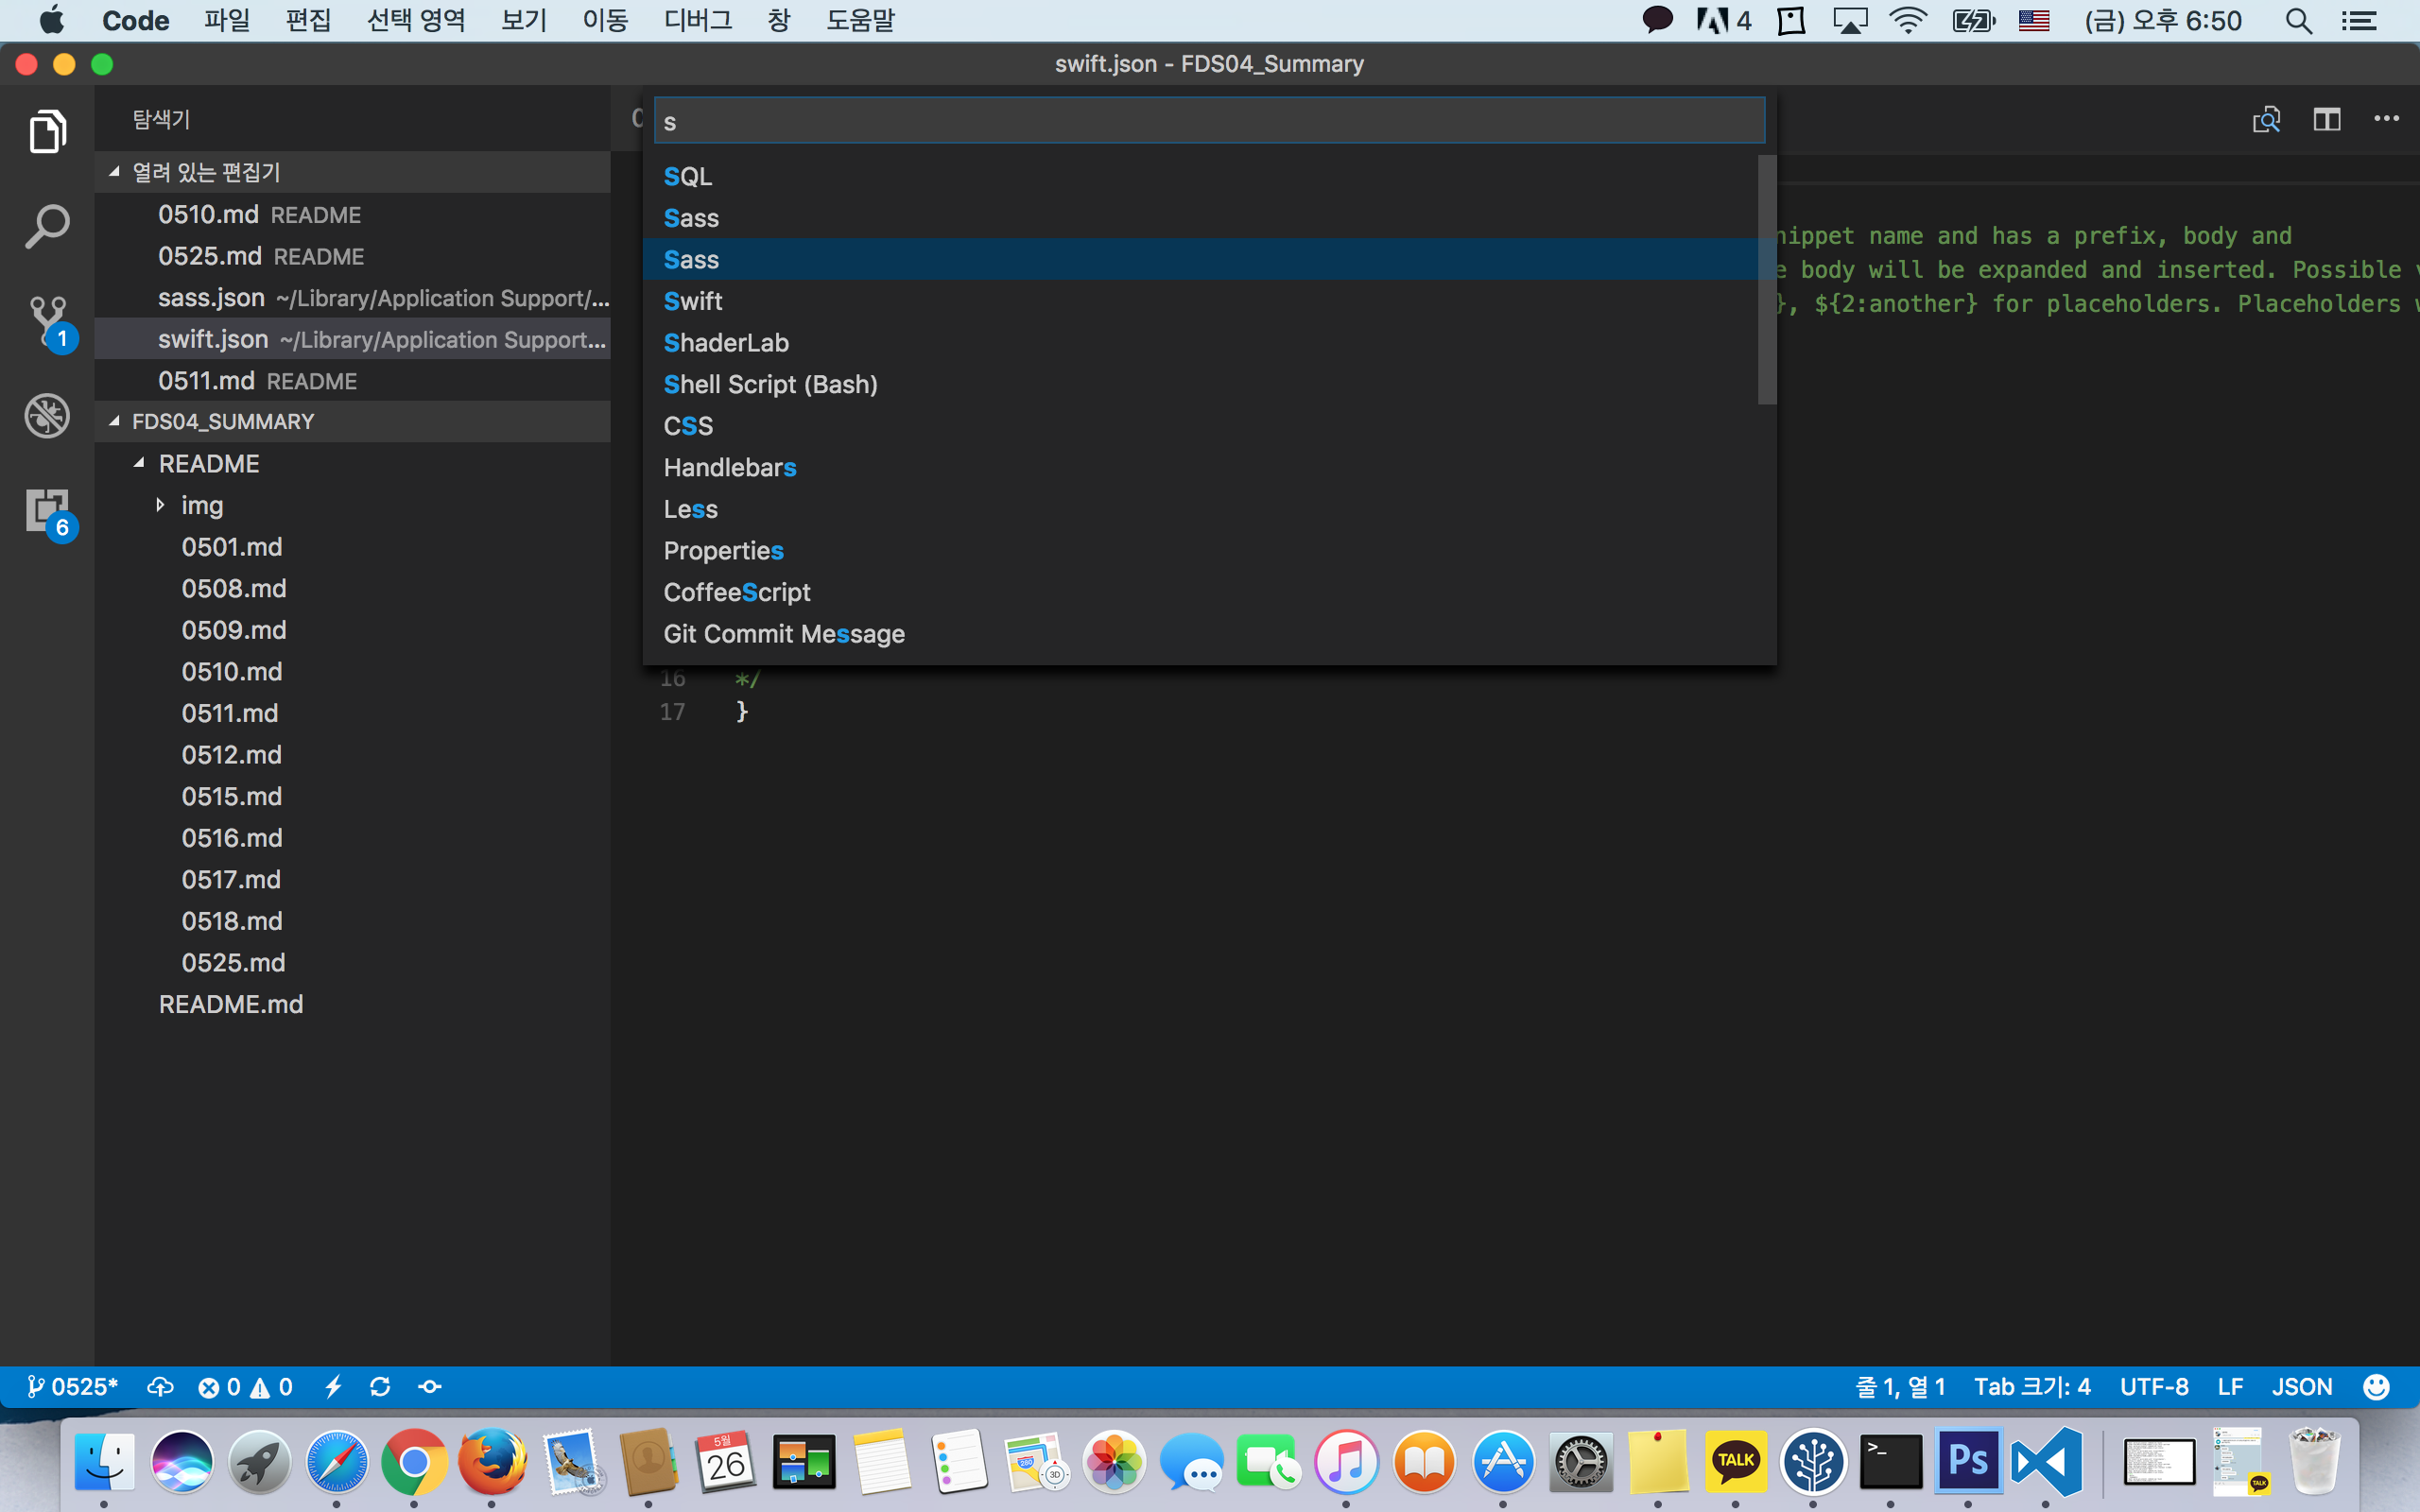 Code 파일 편집 선택 영역 보기 이동 디버그 창 도움말 4 (금) 오후 6:50
swift.json - FDS04_Summary
탐색기
열려 있는 편집기
0510.md README
0525.md README
sass.json ~/Library/Application Support/...
swift.json ~/Library/Application Support...
0511.md README
FDS04_SUMMARY
README
img
0501.md
0508.md
0509.md
0510.md
0511.md
0512.md
0515.md
0516.md
0517.md
0518.md
0525.md
README.md
1
6
s
SQL
Sass
Sass
Swift
ShaderLab
Shell Script (Bash)
CSS
Handlebars
Less
Properties
CoffeeScript
Git Commit Message
nippet name and has a prefix, body and
e body will be expanded and inserted. Possible
}, ${2:another} for placeholders. Placeholders
16 */
17 }
0525* 0 0 줄 1, 열 1 Tab 크기: 4 UTF-8 LF JSON
5월
26
280
3D
TALK
>_
Ps
TALK